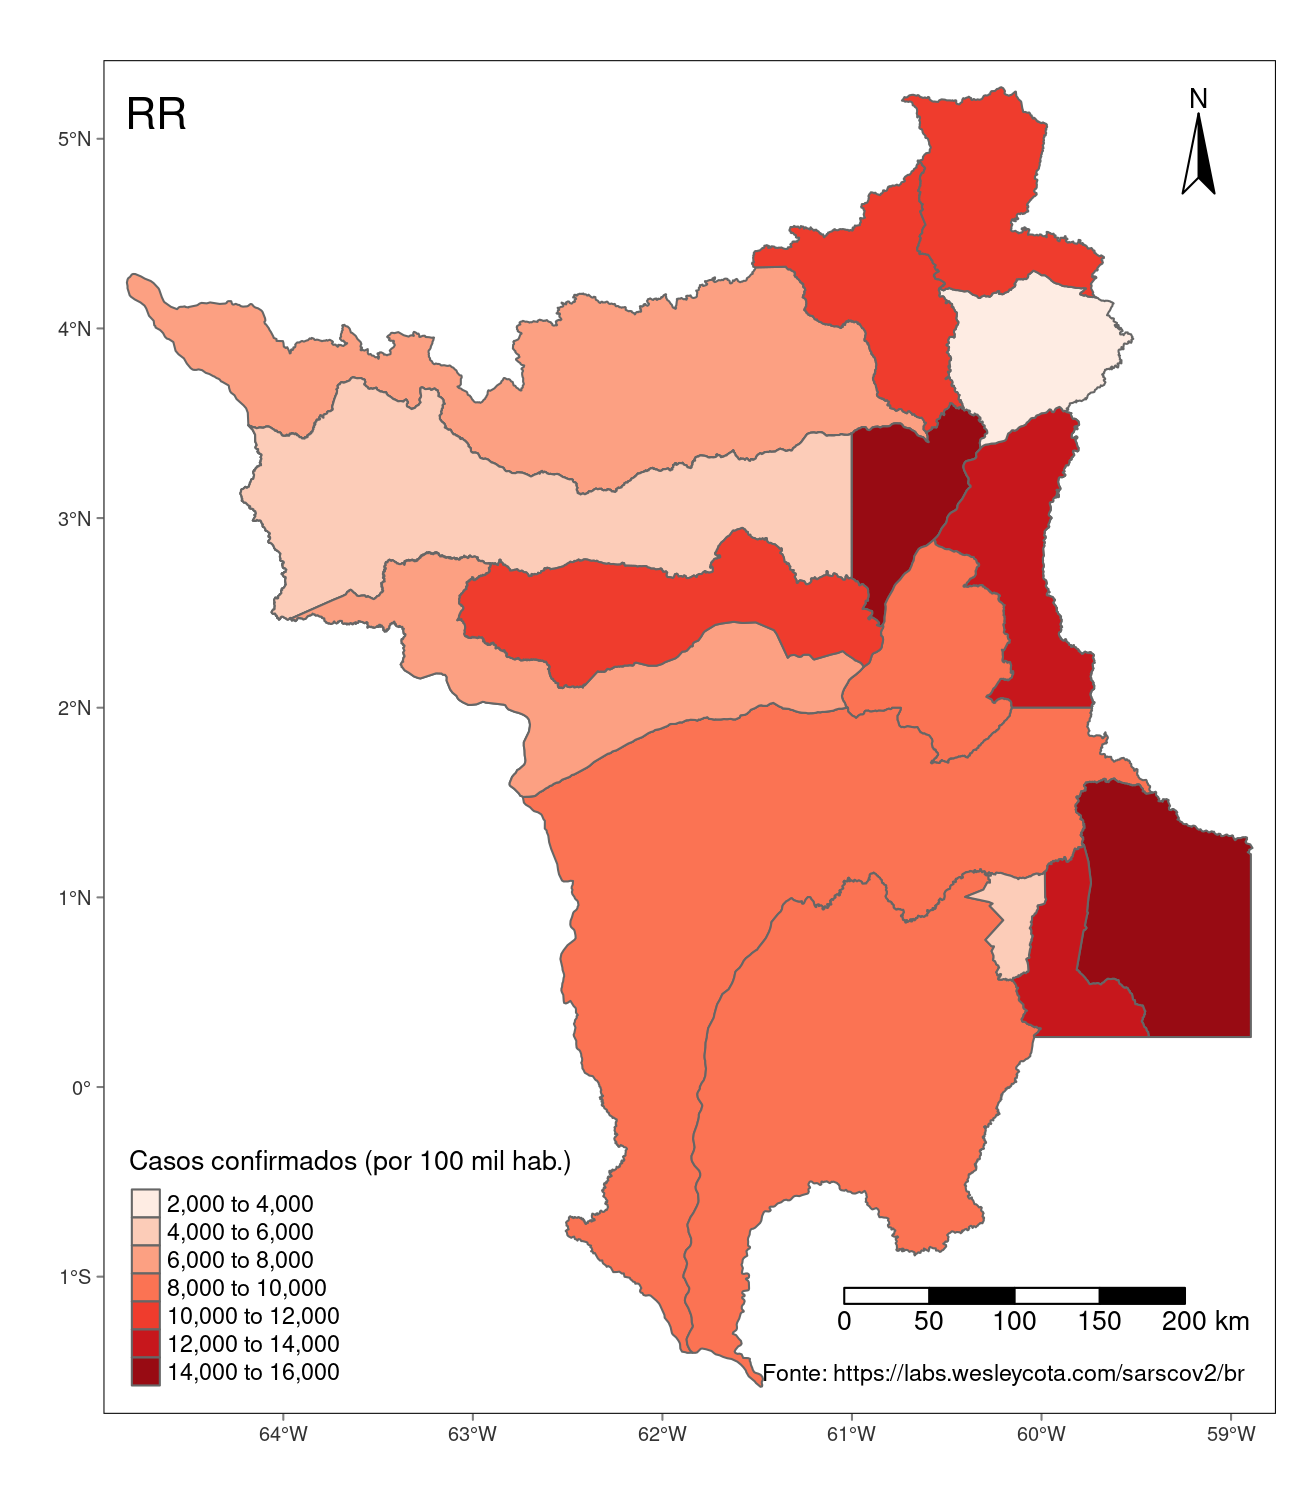 RR
N
5°N
4°N
3°N
2°N
1°N
0°
1°S
Casos confirmados (por 100 mil hab.)
2,000 to 4,000
4,000 to 6,000
6,000 to 8,000
8,000 to 10,000
10,000 to 12,000
12,000 to 14,000
14,000 to 16,000
0 50 100 150 200 km
Fonte: https://labs.wesleycota.com/sarscov2/br
64°W 63°W 62°W 61°W 60°W 59°W